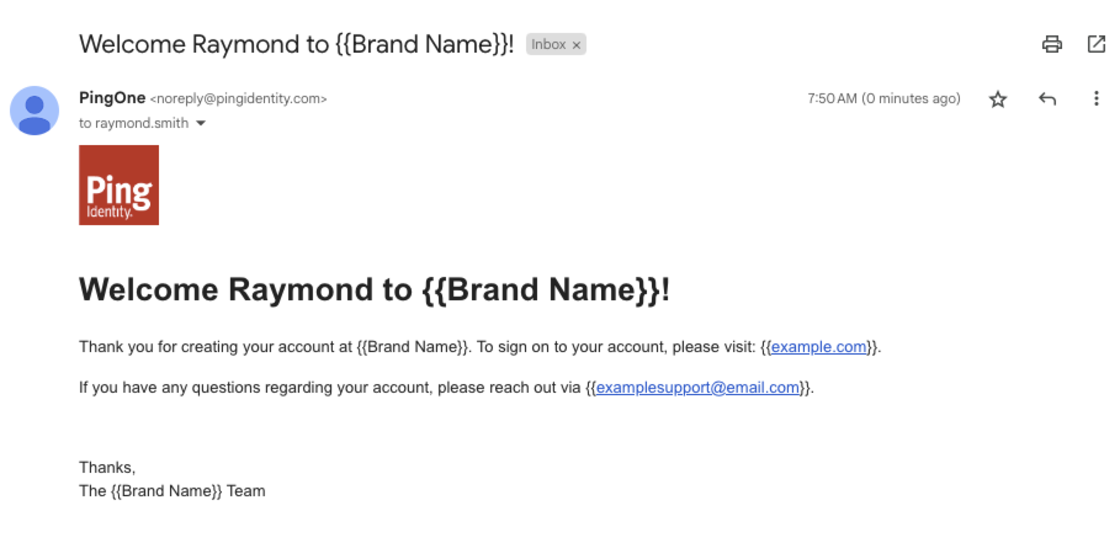 Welcome Raymond to {{Brand Name}}! Inbox ×
PingOne <noreply@pingidentity.com> 7:50 AM (0 minutes ago)
to raymond.smith
Ping
Identity.
Welcome Raymond to {{Brand Name}}!
Thank you for creating your account at {{Brand Name}}. To sign on to your account, please visit: {{example.com}}.
If you have any questions regarding your account, please reach out via {{examplesupport@email.com}}.
Thanks,
The {{Brand Name}} Team